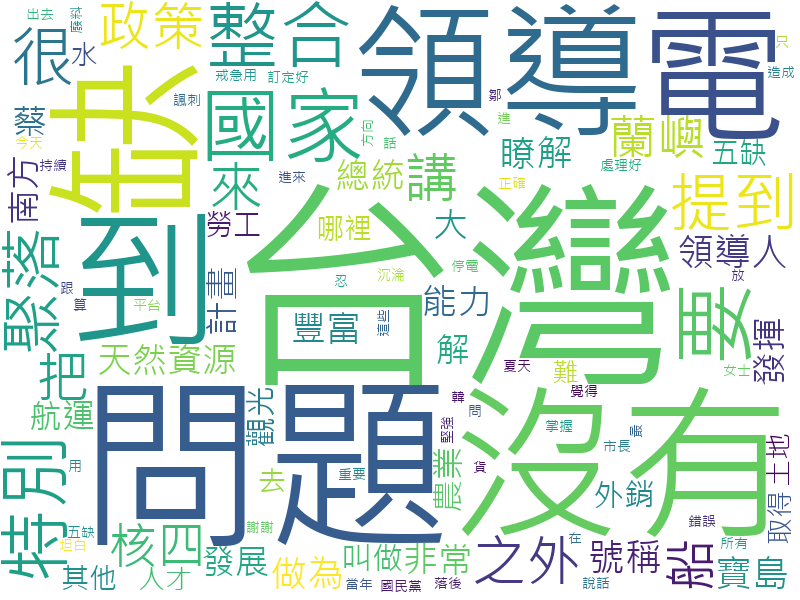 出去
廢話
政策
整合
領導
電
很
水
戒急用
訂定好
只
造成
缺
諷刺
國家
鄒
蔡
今天
方向
話
進
瞭解
蘭嶼
五缺
南方
持續
來
進來
總統
講
正確
處理好
提到
聚落
到
勞工
哪裡
大
領導人
台灣
跟
算
平台
計畫
忍
沉淪
停電
放
要
豐富
這些
能力
發揮
芭
天然資源
解
夏天
難
覺得
女士
航運
觀光
韓
問
堅強
問題
沒有
掌握
市長
最
特別
用
去
重要
農業
貨
外銷
土地
取得
五缺
坦白
核四
謝謝
在
錯誤
所有
發展
叫做
非常
之外
號稱
船
寶島
其他
人才
做為
當年
國民黨
落後
說話